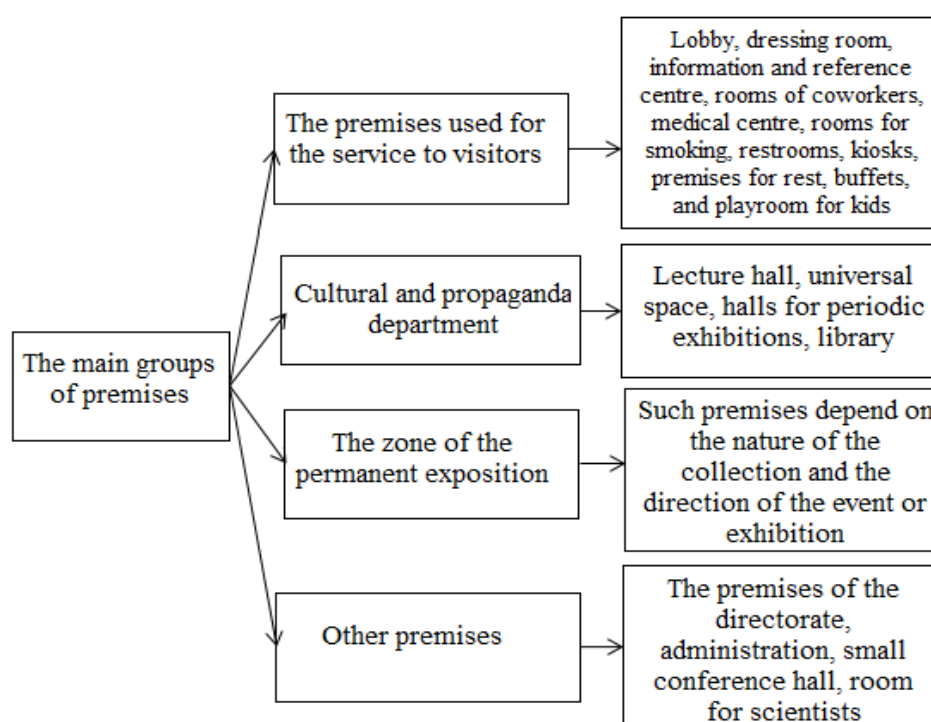 The main groups
of premises
The premises used for
the service to visitors
Lobby, dressing room,
information and reference
centre, rooms of coworkers,
medical centre, rooms for
smoking, restrooms, kiosks,
premises for rest, buffets,
and playroom for kids
Cultural and propaganda
department
Lecture hall, universal
space, halls for periodic
exhibitions, library
The zone of the
permanent exposition
Such premises depend on
the nature of the
collection and the
direction of the event or
exhibition
Other premises
The premises of the
directorate,
administration, small
conference hall, room
for scientists